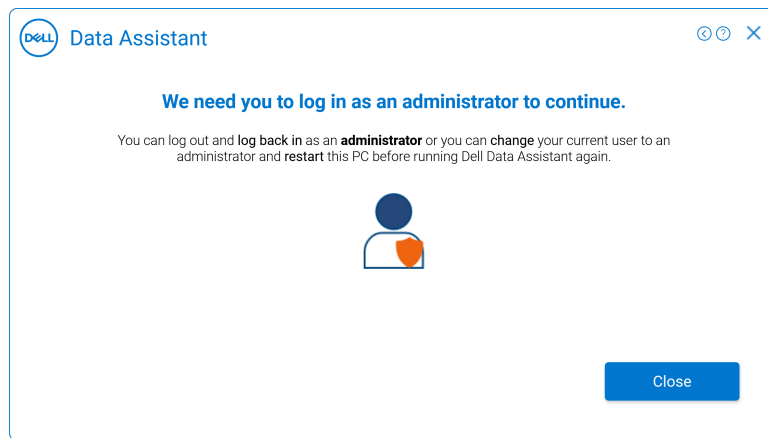 DELL Data Assistant
We need you to log in as an administrator to continue.
You can log out and log back in as an administrator or you can change your current user to an
administrator and restart this PC before running Dell Data Assistant again.
Close